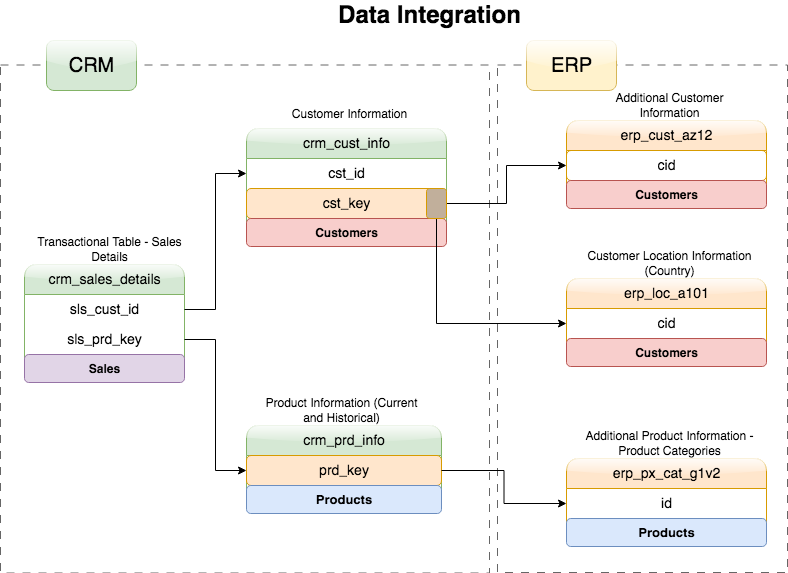 Data Integration
CRM
ERP
Customer Information
crm_cust_info
cst_id
cst_key
Customers
Transactional Table - Sales
Details
crm_sales_details
sls_cust_id
sls_prd_key
Sales
Product Information (Current
and Historical)
crm_prd_info
prd_key
Products
Additional Customer
Information
erp_cust_az12
cid
Customers
Customer Location Information
(Country)
erp_loc_a101
cid
Customers
Additional Product Information -
Product Categories
erp_px_cat_g1v2
id
Products